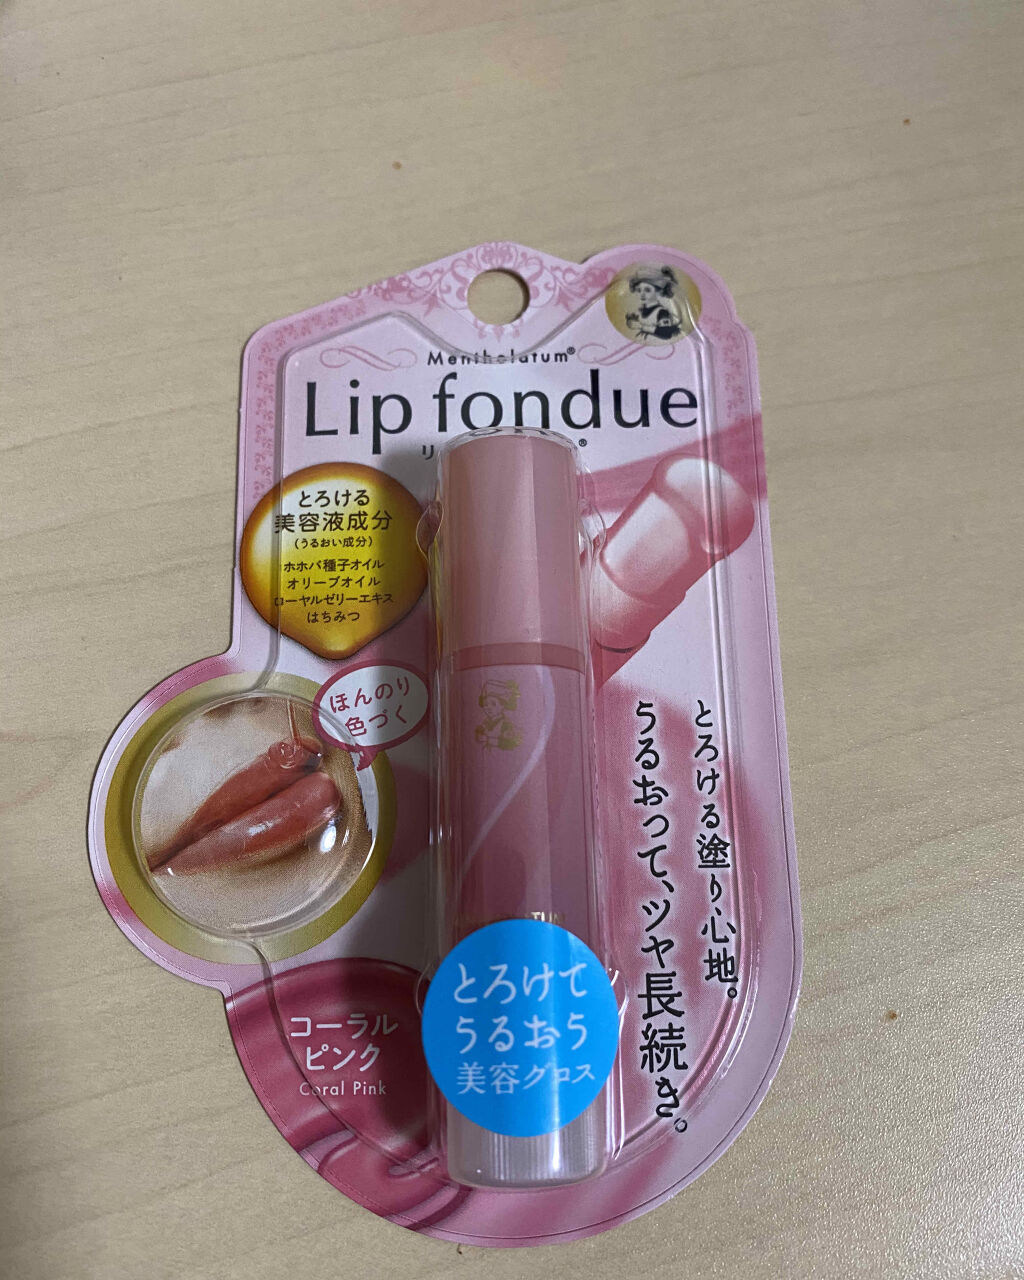 Mentholatum®
Lip fondue
リ
®
とろける
美容液成分
(うるおい成分)
ホホバ種子オイル
オリーブオイル
ローヤルゼリーエキス
はちみつ
ほんのり
色づく
とろける塗り心地。
うるおって、ツヤ長続き。
とろけて
うるおう
美容グロス
コーラル
ピンク
Coral Pink